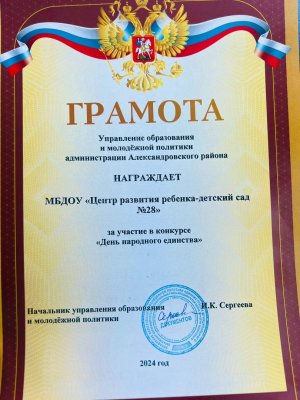 ГРАМОТА
Управление образования
и молодёжной политики
администрации Александровского района
НАГРАЖДАЕТ
МБДОУ «Центр развития ребенка-детский сад
№28»
за участие в конкурсе
«День народного единства»
Начальник управления образования И.К. Сергеева
и молодёжной политики
ДОКУМЕНТОВ
2024 год